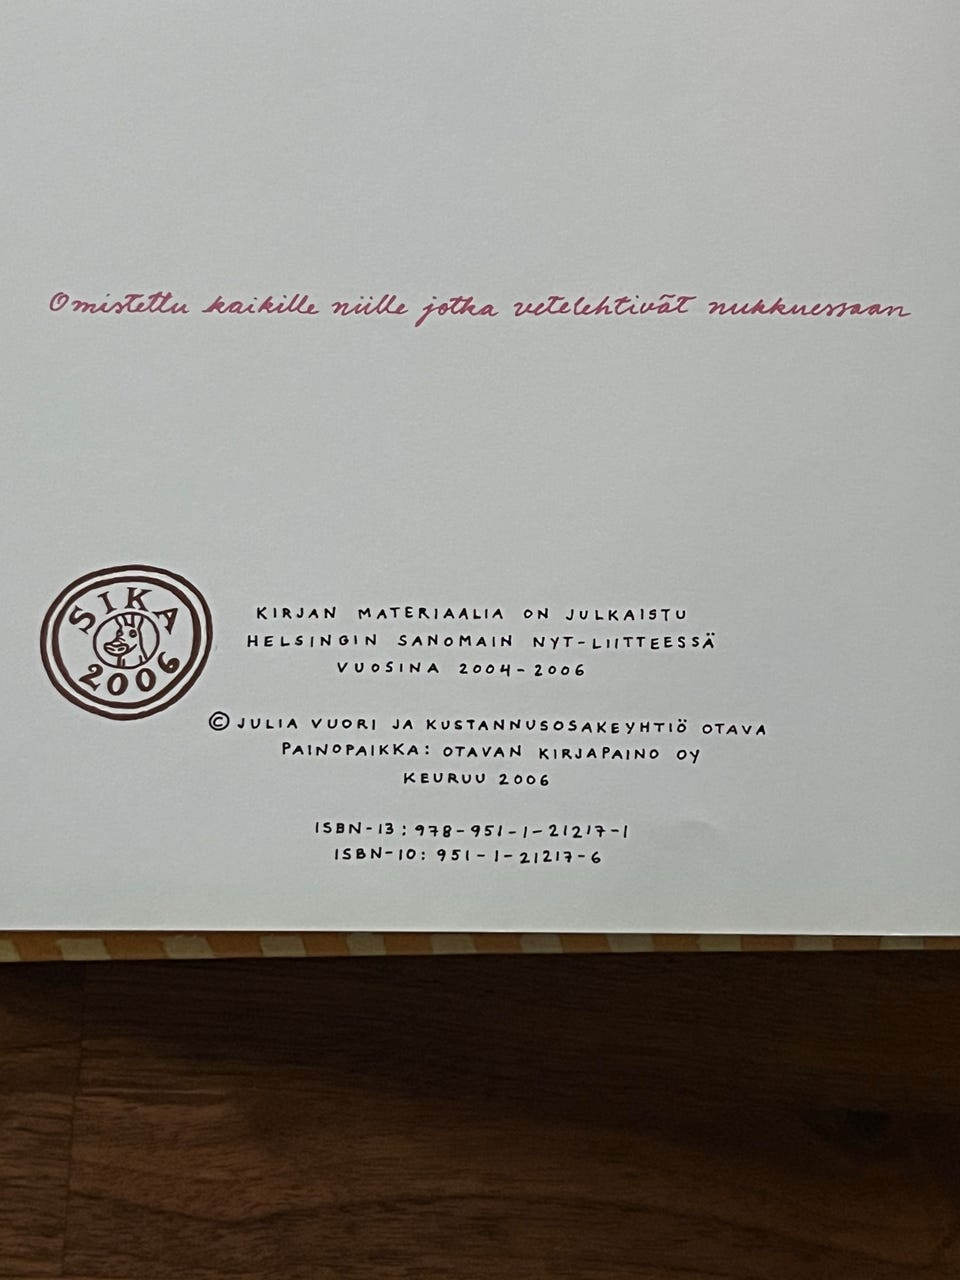 Omistettu kaikille niille jotka vetelehtivät nukkuessaan
SIKA
2006
KIRJAN MATERIAALIA ON JULKAISTU
HELSINGIN SANOMAIN NYT-LIITTEESSÄ
VUOSINA 2004-2006
© JULIA VUORI JA KUSTANNUSOSAKEYHTIÖ OTAVA
PAINOPAIKKA: OTAVAN KIRJAPAINO OY
KEURUU 2006
ISBN-13: 978-951-1-21217-1
ISBN-10: 951-1-21217-6